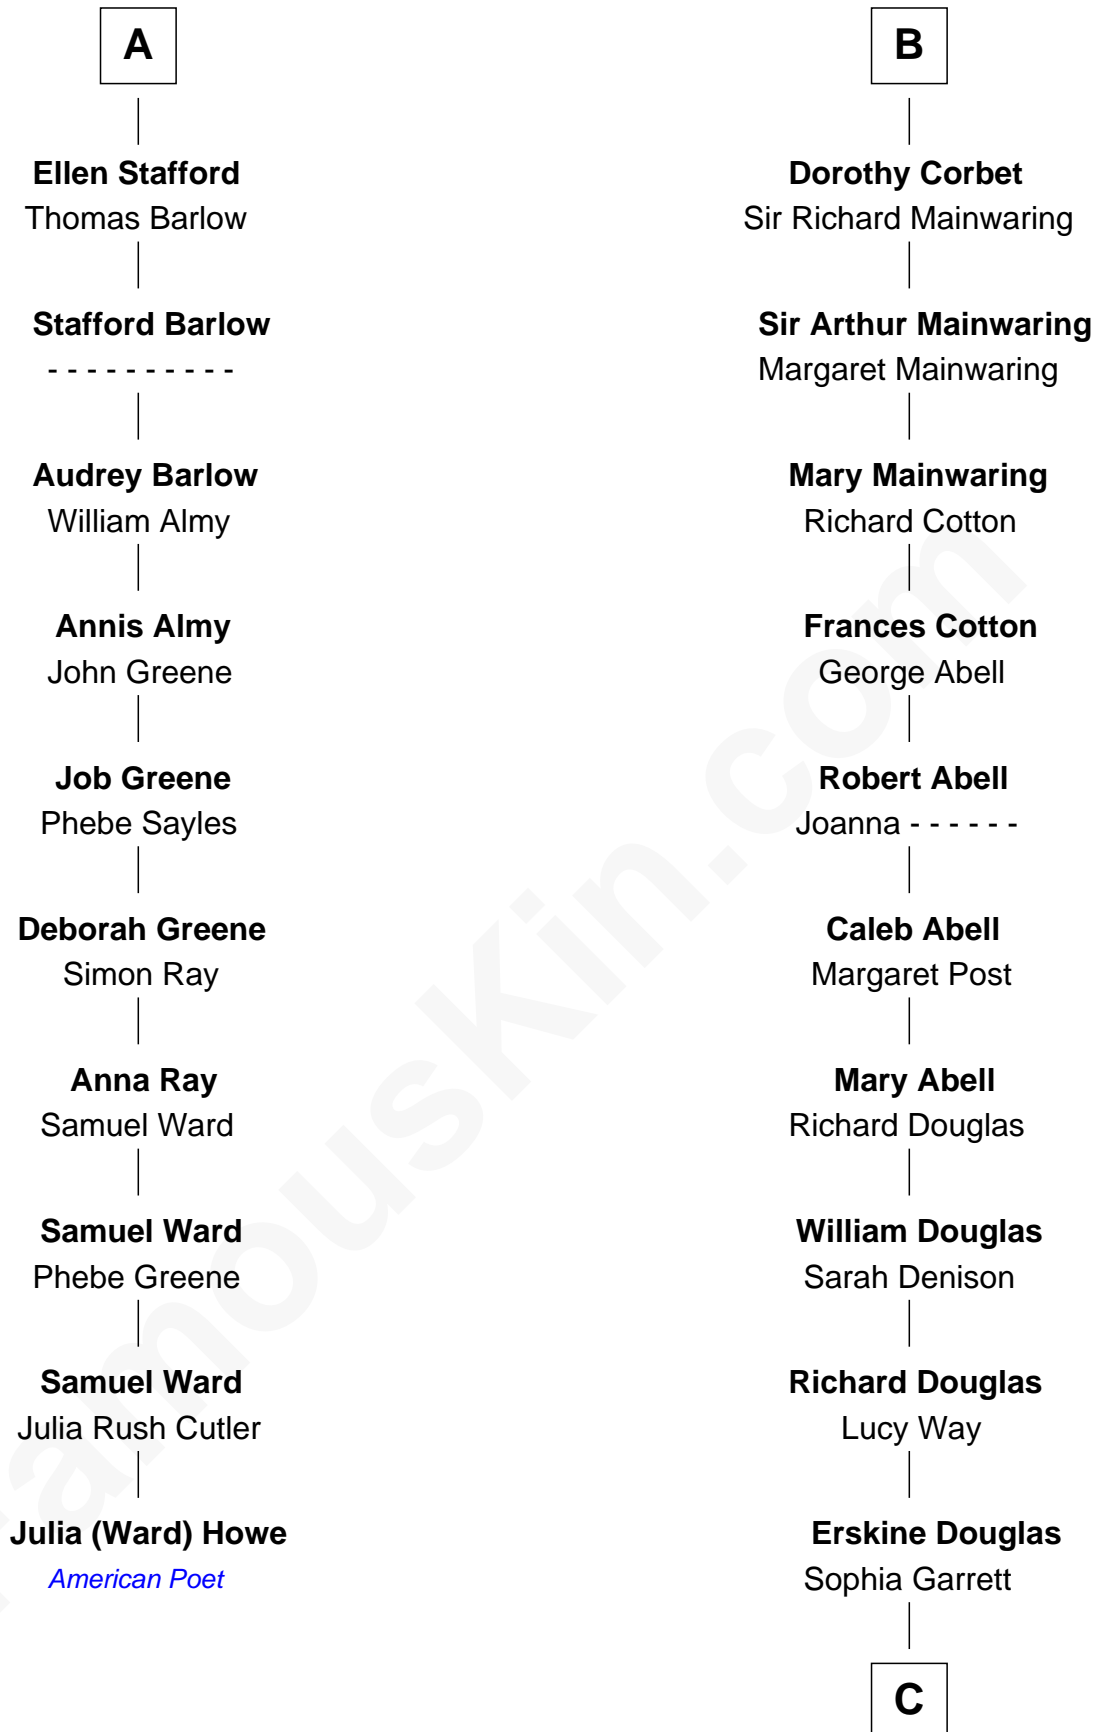 A
Ellen Stafford
Thomas Barlow
Stafford Barlow
- - - - - - - - - -
Audrey Barlow
William Almy
Annis Almy
John Greene
Job Greene
Phebe Sayles
Deborah Greene
Simon Ray
Anna Ray
Samuel Ward
Samuel Ward
Phebe Greene
Samuel Ward
Julia Rush Cutler
Julia (Ward) Howe
American Poet
B
Dorothy Corbet
Sir Richard Mainwaring
Sir Arthur Mainwaring
Margaret Mainwaring
Mary Mainwaring
Richard Cotton
Frances Cotton
George Abell
Robert Abell
Joanna - - - - - -
Caleb Abell
Margaret Post
Mary Abell
Richard Douglas
William Douglas
Sarah Denison
Richard Douglas
Lucy Way
Erskine Douglas
Sophia Garrett
C
FamousKin.com